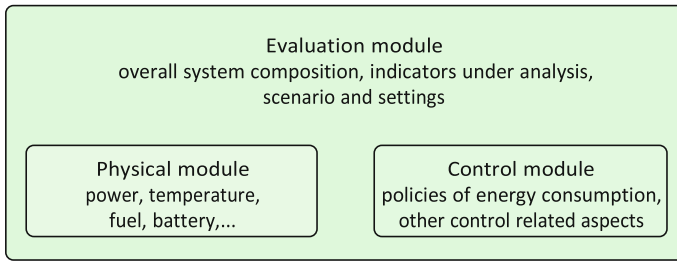 Evaluation module
overall system composition, indicators under analysis,
scenario and settings
Physical module
power, temperature,
fuel, battery,...
Control module
policies of energy consumption,
other control related aspects